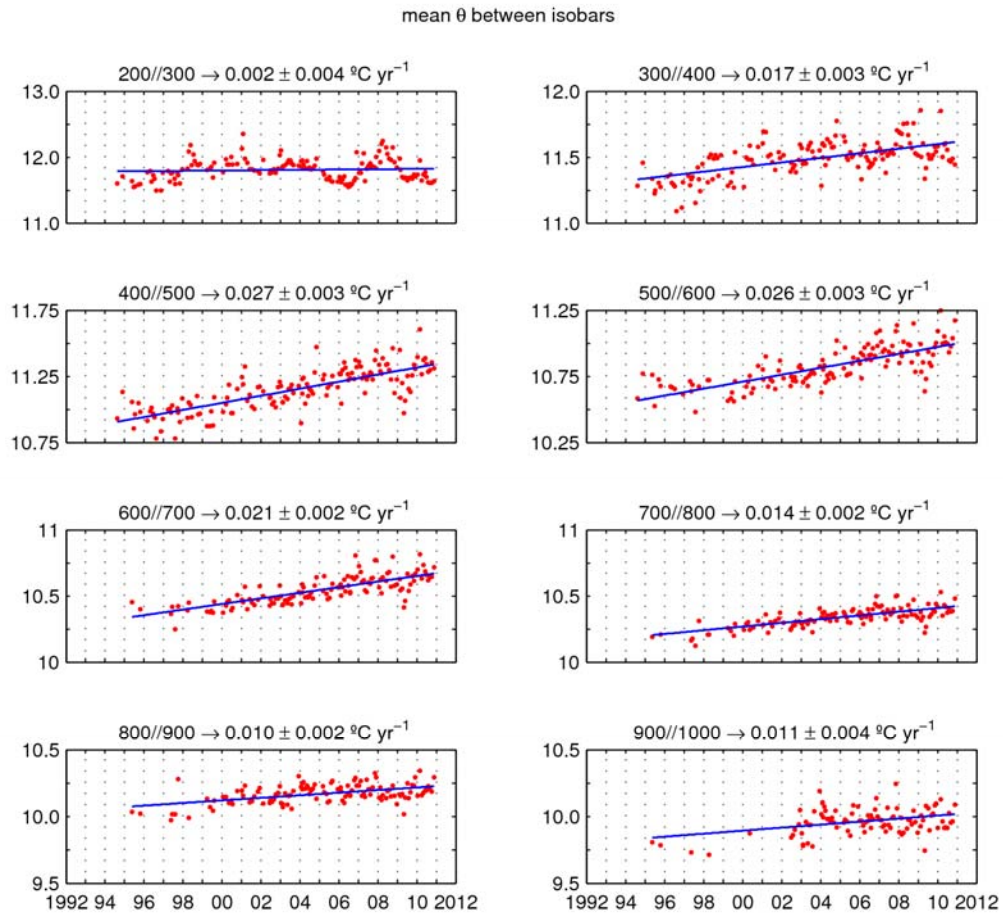 mean θ between isobars
200//300 → 0.002 ± 0.004 ºC yr⁻¹
13.0
12.0
11.0
300//400 → 0.017 ± 0.003 ºC yr⁻¹
12.0
11.5
11.0
400//500 → 0.027 ± 0.003 ºC yr⁻¹
11.75
11.25
10.75
500//600 → 0.026 ± 0.003 ºC yr⁻¹
11.25
10.75
10.25
600//700 → 0.021 ± 0.002 ºC yr⁻¹
11
10.5
10
700//800 → 0.014 ± 0.002 ºC yr⁻¹
11
10.5
10
800//900 → 0.010 ± 0.002 ºC yr⁻¹
10.5
10.0
9.5
1992 94 96 98 00 02 04 06 08 10 2012
900//1000 → 0.011 ± 0.004 ºC yr⁻¹
10.5
10.0
9.5
1992 94 96 98 00 02 04 06 08 10 2012